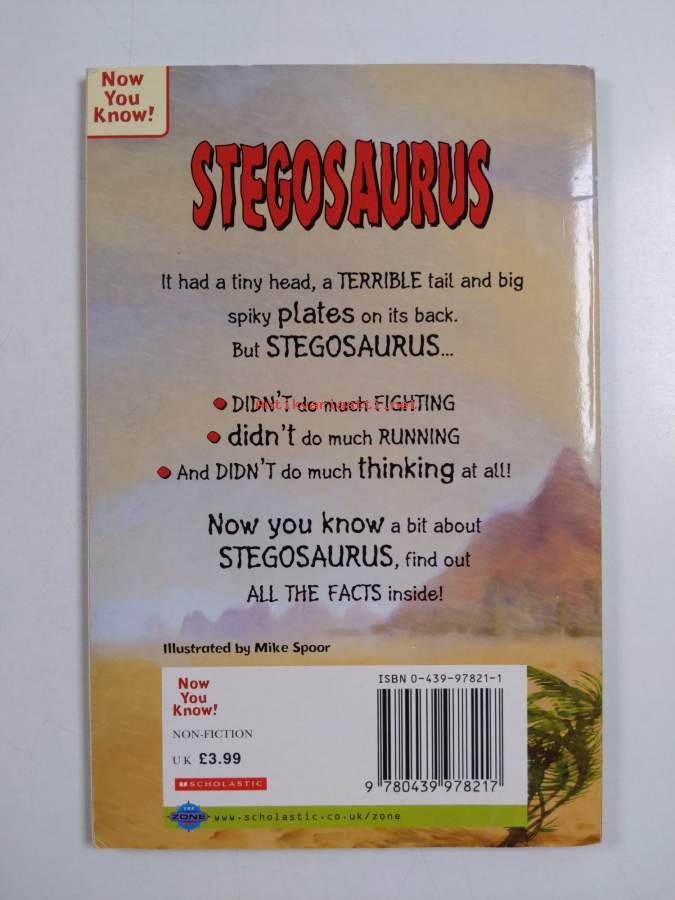 Now
You
Know!
STEGOSAURUS
It had a tiny head, a TERRIBLE tail and big
spiky plates on its back.
But STEGOSAURUS...
DIDN'T do much FIGHTING
didn't do much RUNNING
And DIDN'T do much thinking at all!
Now you know a bit about
STEGOSAURUS, find out
ALL THE FACTS inside!
Illustrated by Mike Spoor
Now
You
Know!
NON-FICTION
UK £3.99
SCHOLASTIC
ISBN 0-439-97821-1
9 780439 978217
THE
ZONE
www.scholastic.co.uk/zone